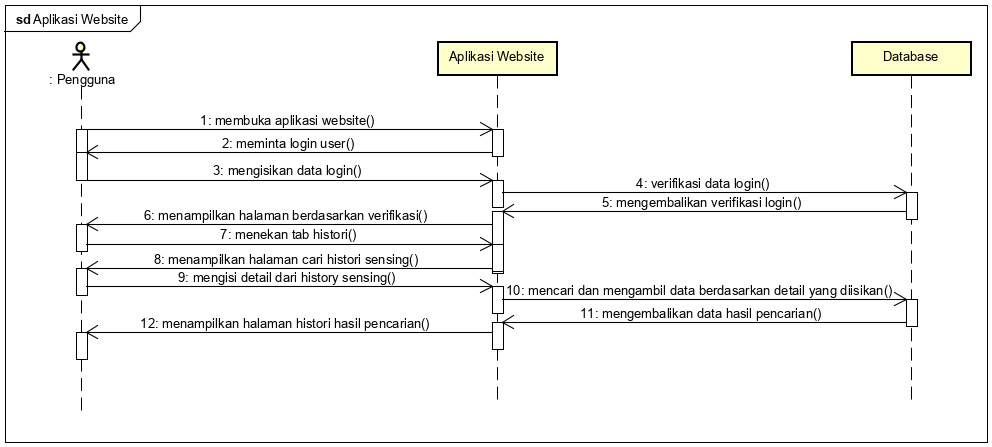 sd Aplikasi Website
: Pengguna
Aplikasi Website
Database
1: membuka aplikasi website()
2: meminta login user()
3: mengisikan data login()
4: verifikasi data login()
5: mengembalikan verifikasi login()
6: menampilkan halaman berdasarkan verifikasi()
7: menekan tab histori()
8: menampilkan halaman cari histori sensing()
9: mengisi detail dari history sensing()
10: mencari dan mengambil data berdasarkan detail yang diisikan()
11: mengembalikan data hasil pencarian()
12: menampilkan halaman histori hasil pencarian()